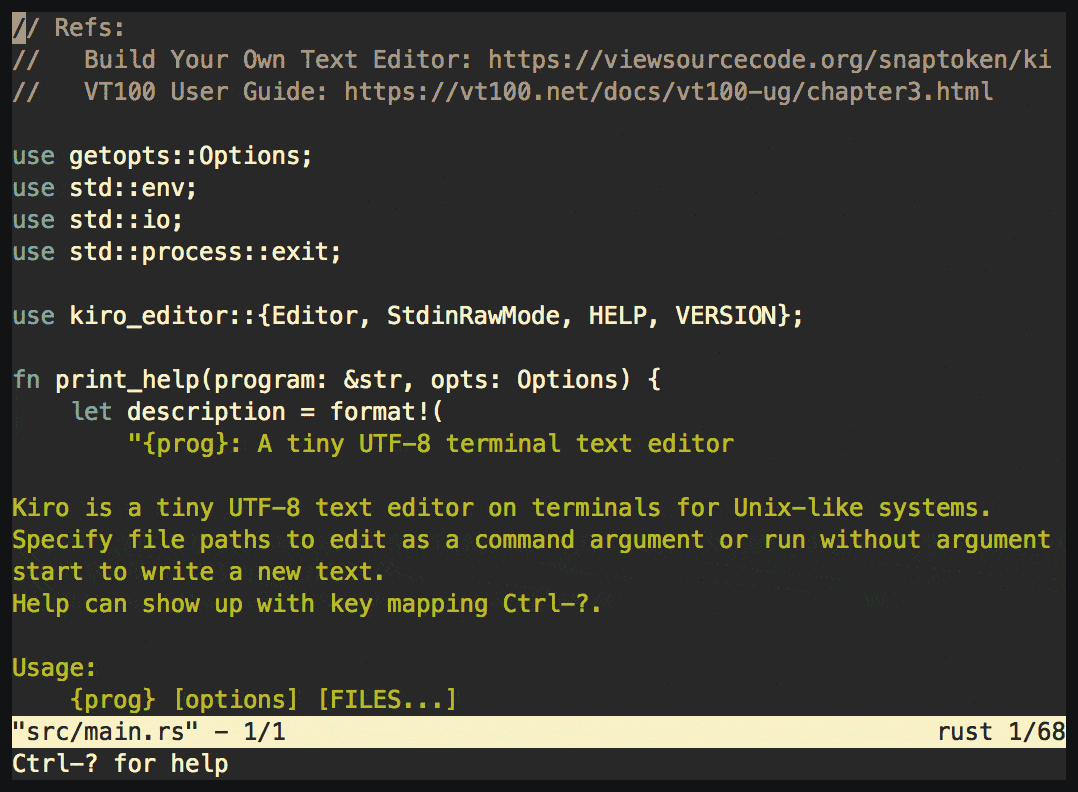 // Refs:
//   Build Your Own Text Editor: https://viewsourcecode.org/snaptoken/ki
//   VT100 User Guide: https://vt100.net/docs/vt100-ug/chapter3.html

use getopts::Options;
use std::env;
use std::io;
use std::process::exit;

use kiro_editor::{Editor, StdinRawMode, HELP, VERSION};

fn print_help(program: &str, opts: Options) {
    let description = format!(
        "{prog}: A tiny UTF-8 terminal text editor

Kiro is a tiny UTF-8 text editor on terminals for Unix-like systems.
Specify file paths to edit as a command argument or run without argument
start to write a new text.
Help can show up with key mapping Ctrl-?.

Usage:
    {prog} [options] [FILES...]
"src/main.rs" - 1/1 rust 1/68
Ctrl-? for help